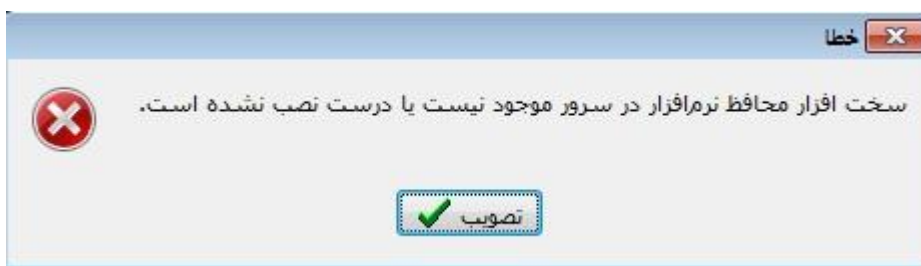 خطا
سخت افزار محافظ نرم‌افزار در سرور موجود نیست یا درست نصب نشده است.
تصویب